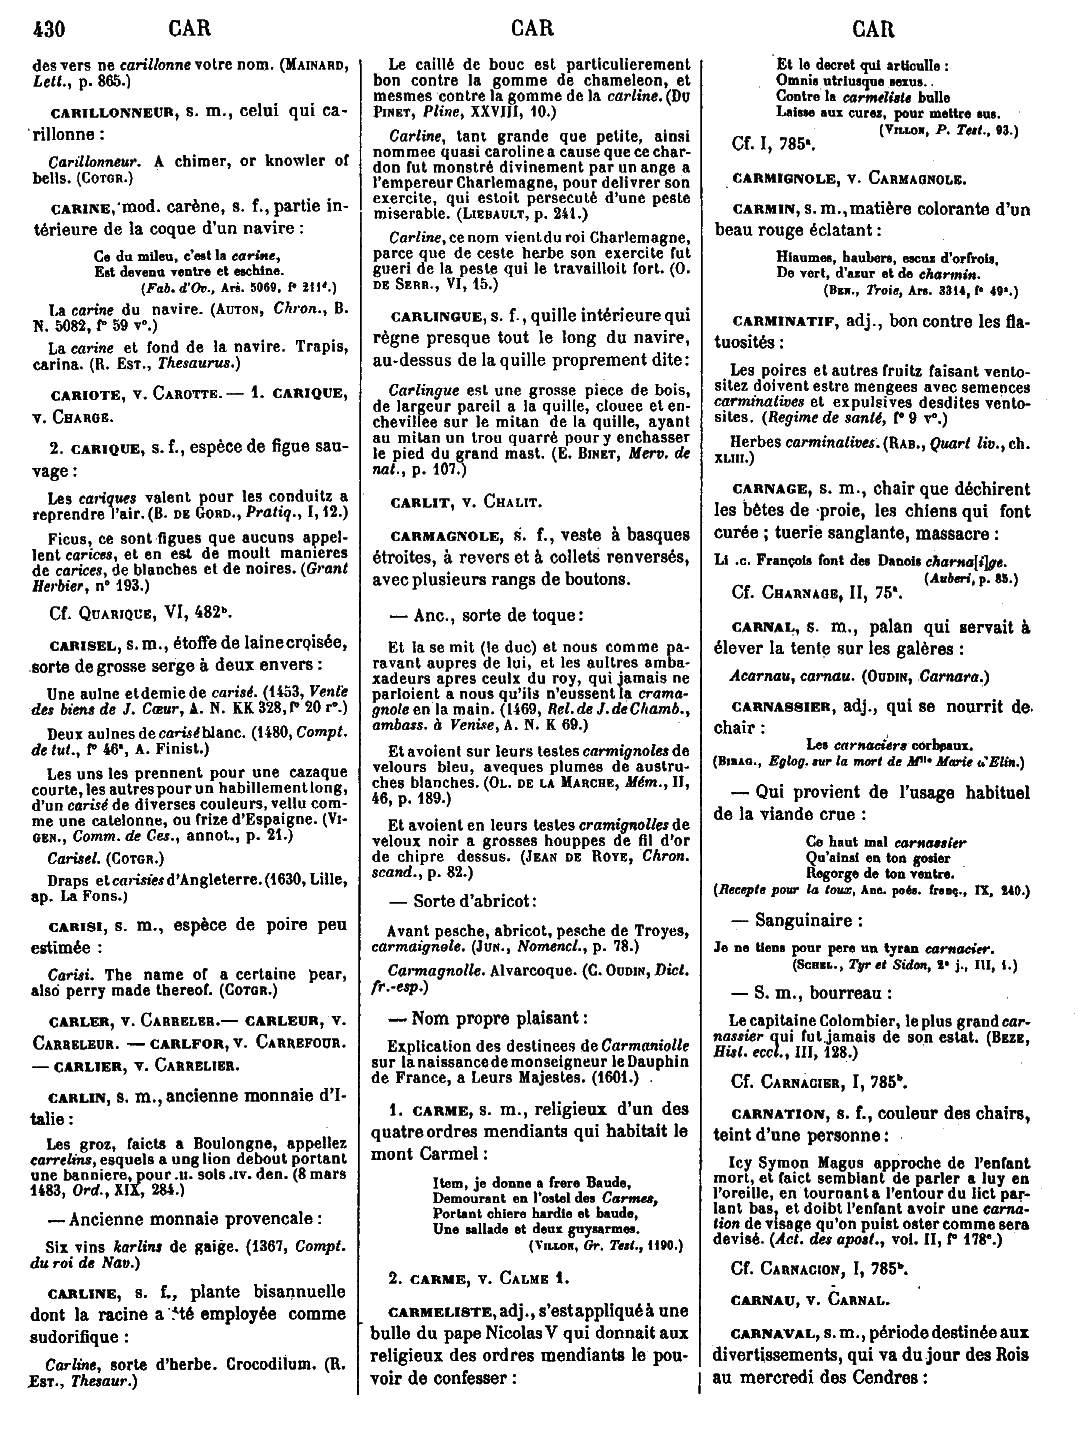 430 CAR CAR CAR
des vers ne carillonne votre nom. (MAINARD,
Lett., p. 865.)
CARILLONNEUR, s. m., celui qui ca-
rillonne :
Carillonneur. A chimer, or knowler of
bells. (COTGR.)
CARINE, mod. carène, s. f., partie in-
térieure de la coque d'un navire :
Ce du mileu, c'est la carine,
Est devenu ventre et eschine.
(Fab. d'Ov., Ars. 5069, f° 211d.)
La carine du navire. (AUTON, Chron., B.
N. 5082, f° 59 v°.)
La carine et fond de la navire. Trapis,
carina. (R. EST., Thesaurus.)
CARIOTE, v. CAROTTE. — 1. CARIQUE,
v. CHARGE.
2. CARIQUE, s. f., espèce de figue sau-
vage :
Les cariques valent pour les conduitz a
reprendre l'air. (B. DE GORD., Pratiq., I, 12.)
Ficus, ce sont figues que aucuns appel-
lent carices, et en est de moult manieres
de carices, de blanches et de noires. (Grant
Herbier, n° 193.)
Cf. QUARIQUE, VI, 482b.
CARISEL, s. m., étoffe de laine croisée,
sorte de grosse serge à deux envers :
Une aulne et demie de carisé. (1453, Vente
des biens de J. Cœur, A. N. KK 328, f° 20 r°.)
Deux aulnes de carisé blanc. (1480, Compt.
de tut., f° 46a, A. Finist.)
Les uns les prennent pour une cazaque
courte, les autres pour un habillement long,
d'un carisé de diverses couleurs, vellu com-
me une catelonne, ou frize d'Espaigne. (VI-
GEN., Comm. de Ces., annot., p. 21.)
Carisel. (COTGR.)
Draps et carisies d'Angleterre. (1630, Lille,
ap. La Fons.)
CARISI, s. m., espèce de poire peu
estimée :
Carisi. The name of a certaine pear,
also perry made thereof. (COTGR.)
CARLER, v. CARRELER. — CARLEUR, v.
CARRELEUR. — CARLFOR, v. CARREFOUR.
— CARLIER, v. CARRELIER.
CARLIN, s. m., ancienne monnaie d'I-
talie :
Les groz, faicts a Boulongne, appellez
carrelins, esquels a ung lion debout portant
une banniere, pour .II. sols .IV. den. (8 mars
1483, Ord., XIX, 284.)
— Ancienne monnaie provencale :
Six vins karlins de gaige. (1367, Compt.
du roi de Nav.)
CARLINE, s. f., plante bisannuelle
dont la racine a été employée comme
sudorifique :
Carline, sorte d'herbe. Crocodilum. (R.
EST., Thesaur.)
Le caillé de bouc est particulierement
bon contre la gomme de chameleon, et
mesmes contre la gomme de la carline. (DU
PINET, Pline, XXVIII, 10.)
Carline, tant grande que petite, ainsi
nommee quasi caroline a cause que ce char-
don fut monstré divinement par un ange a
l'empereur Charlemagne, pour delivrer son
exercite, qui estoit persecuté d'une peste
miserable. (LIEBAULT, p. 241.)
Carline, ce nom vient du roi Charlemagne,
parce que de ceste herbe son exercite fut
gueri de la peste qui le travailloit fort. (O.
DE SERR., VI, 15.)
CARLINGUE, s. f., quille intérieure qui
règne presque tout le long du navire,
au-dessus de la quille proprement dite :
Carlingue est une grosse piece de bois,
de largeur pareil a la quille, clouee et en-
chevillee sur le mitan de la quille, ayant
au mitan un trou quarré pour y enchasser
le pied du grand mast. (E. BINET, Merv. de
nat., p. 107.)
CARLIT, v. CHALIT.
CARMAGNOLE, s. f., veste à basques
étroites, à revers et à collets renversés,
avec plusieurs rangs de boutons.
— Anc., sorte de toque :
Et la se mit (le duc) et nous comme pa-
ravant aupres de lui, et les aultres amba-
xadeurs apres ceulx du roy, qui jamais ne
parloient a nous qu'ils n'eussent la crama-
gnole en la main. (1469, Rel. de J. de Chamb.,
ambass. à Venise, A. N. K 69.)
Et avoient sur leurs testes carmignoles de
velours bleu, aveques plumes de austru-
ches blanches. (OL. DE LA MARCHE, Mém., II,
46, p. 189.)
Et avoient en leurs testes cramignolles de
veloux noir a grosses houppes de fil d'or
de chipre dessus. (JEAN DE ROYE, Chron.
scand., p. 82.)
— Sorte d'abricot :
Avant pesche, abricot, pesche de Troyes,
carmaignole. (JUN., Nomencl., p. 78.)
Carmagnolle. Alvarcoque. (C. OUDIN, Dict.
fr.-esp.)
— Nom propre plaisant :
Explication des destinees de Carmaniolle
sur la naissance de monseigneur le Dauphin
de France, a Leurs Majestes. (1601.)
1. CARME, s. m., religieux d'un des
quatre ordres mendiants qui habitait le
mont Carmel :
Item, je donne a frere Baude,
Demourant en l'ostel des Carmes,
Portant chiere hardie et baude,
Une sallade et deux guysarmes.
(VILLON, Gr. Test., 1190.)
2. CARME, v. CALME 1.
CARMELISTE, adj., s'est appliqué à une
bulle du pape Nicolas V qui donnait aux
religieux des ordres mendiants le pou-
voir de confesser :
Et le decret qui articulle :
Omnis utriusque sexus..
Contre la carmeliste bulle
Laisse aux curez, pour mettre sus.
(VILLON, P. Test., 93.)
Cf. I, 785a.
CARMIGNOLE, v. CARMAGNOLE.
CARMIN, s. m., matière colorante d'un
beau rouge éclatant :
Hiaumes, haubers, escuz d'orfrois,
De vert, d'azur et de charmin.
(BEN., Troie, Ars. 3314, f° 49a.)
CARMINATIF, adj., bon contre les fla-
tuosités :
Les poires et autres fruitz faisant vento-
sitez doivent estre mengees avec semences
carminatives et expulsives desdites vento-
sites. (Regime de santé, f° 9 v°.)
Herbes carminatives. (RAB., Quart liv., ch.
XLIII.)
CARNAGE, s. m., chair que déchirent
les bêtes de proie, les chiens qui font
curée ; tuerie sanglante, massacre :
Li .c. François font des Danois charna[i]ge.
(Auberi, p. 85.)
Cf. CHARNAGE, II, 75a.
CARNAL, s. m., palan qui servait à
élever la tente sur les galères :
Acarnau, carnau. (OUDIN, Carnara.)
CARNASSIER, adj., qui se nourrit de
chair :
Les carnaciers corbeaux.
(BIRAG., Eglog. sur la mort de Mlle Marie d'Elin.)
— Qui provient de l'usage habituel
de la viande crue :
Ce haut mal carnassier
Qu'ainsi en ton gosier
Regorge de ton ventre.
(Recepte pour la toux, Anc. poés. franç., IX, 240.)
— Sanguinaire :
Je ne tiens pour pere un tyran carnacier.
(SCHEL., Tyr et Sidon, 2e j., III, 1.)
— S. m., bourreau :
Le capitaine Colombier, le plus grand car-
nassier qui fut jamais de son estat. (BEZE,
Hist. eccl., III, 128.)
Cf. CARNAGIER, I, 785b.
CARNATION, s. f., couleur des chairs,
teint d'une personne :
Icy Symon Magus approche de l'enfant
mort, et faict semblant de parler a luy en
l'oreille, en tournant a l'entour du lict par-
lant bas, et doibt l'enfant avoir une carna-
tion de visage qu'on puist oster comme sera
devisé. (Act. des apost., vol. II, f° 178c.)
Cf. CARNACION, I, 785b.
CARNAU, v. CARNAL.
CARNAVAL, s. m., période destinée aux
divertissements, qui va du jour des Rois
au mercredi des Cendres :